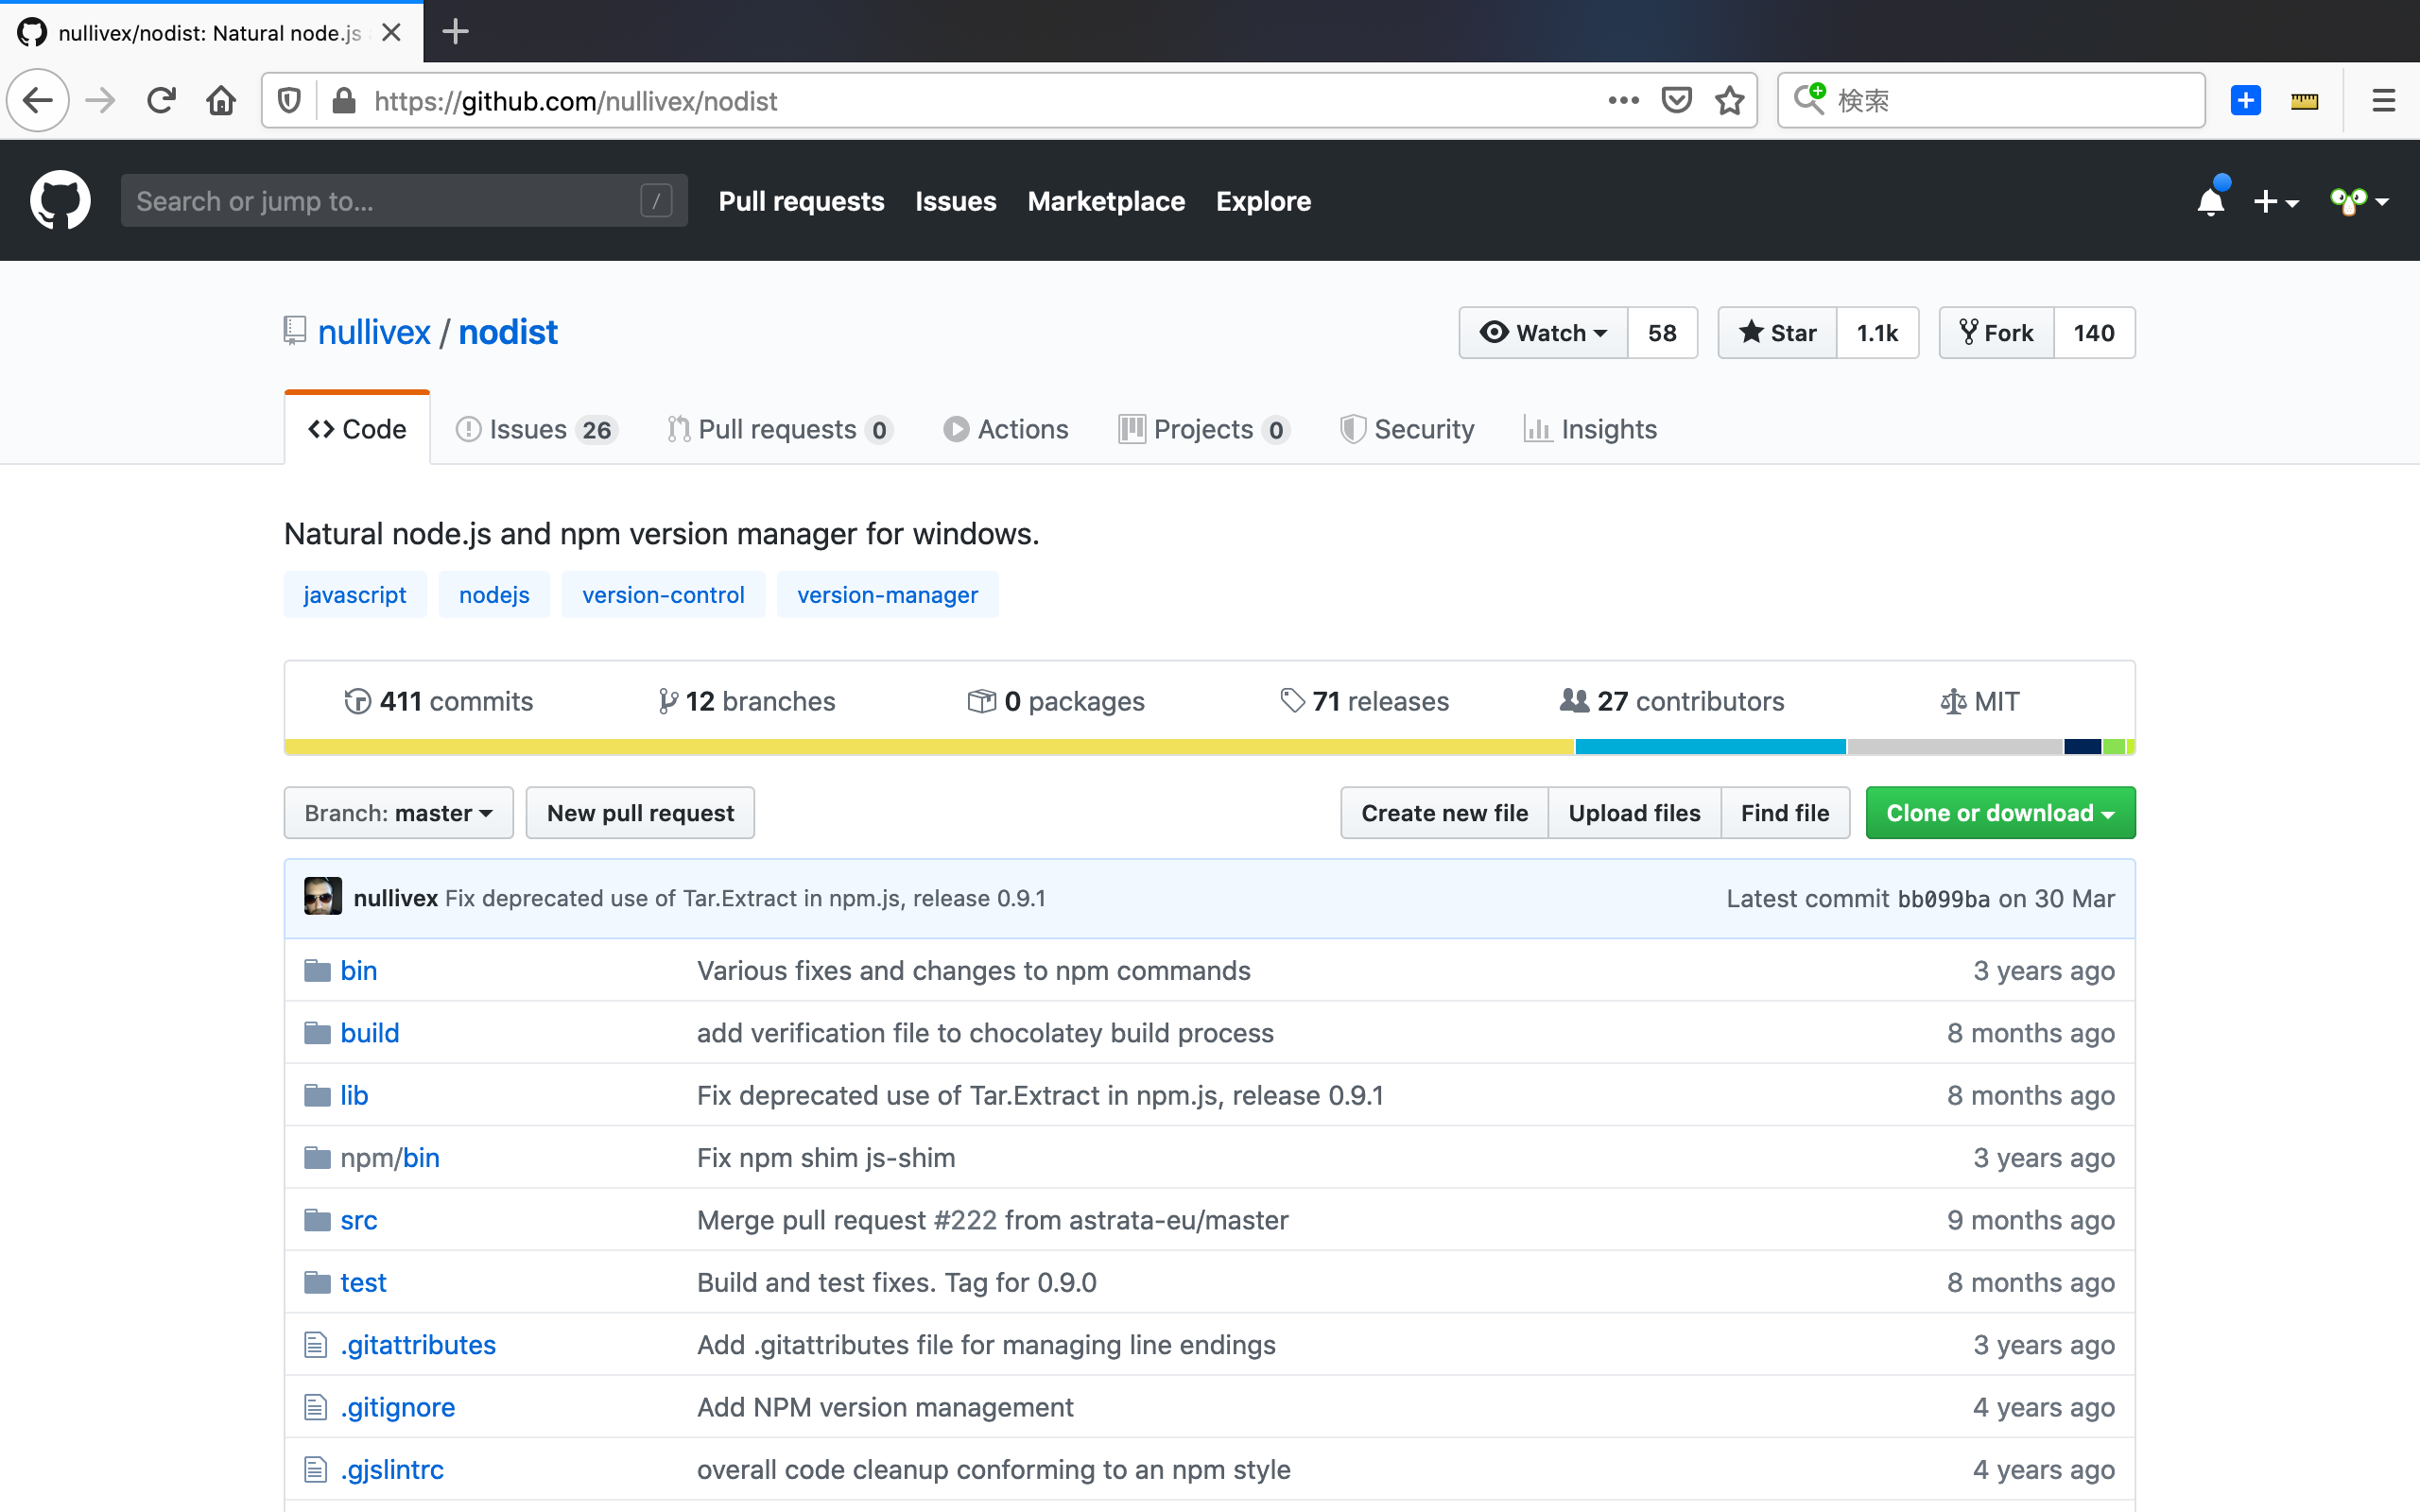 nullivex/nodist: Natural node.js
https://github.com/nullivex/nodist
検索
Search or jump to... /
Pull requests Issues Marketplace Explore
nullivex / nodist
Watch 58 Star 1.1k Fork 140
Code Issues 26 Pull requests 0 Actions Projects 0 Security Insights
Natural node.js and npm version manager for windows.
javascript nodejs version-control version-manager
411 commits 12 branches 0 packages 71 releases 27 contributors MIT
Branch: master New pull request Create new file Upload files Find file Clone or download
nullivex Fix deprecated use of Tar.Extract in npm.js, release 0.9.1 Latest commit bb099ba on 30 Mar
bin Various fixes and changes to npm commands 3 years ago
build add verification file to chocolatey build process 8 months ago
lib Fix deprecated use of Tar.Extract in npm.js, release 0.9.1 8 months ago
npm/bin Fix npm shim js-shim 3 years ago
src Merge pull request #222 from astrata-eu/master 9 months ago
test Build and test fixes. Tag for 0.9.0 8 months ago
.gitattributes Add .gitattributes file for managing line endings 3 years ago
.gitignore Add NPM version management 4 years ago
.gjslintrc overall code cleanup conforming to an npm style 4 years ago